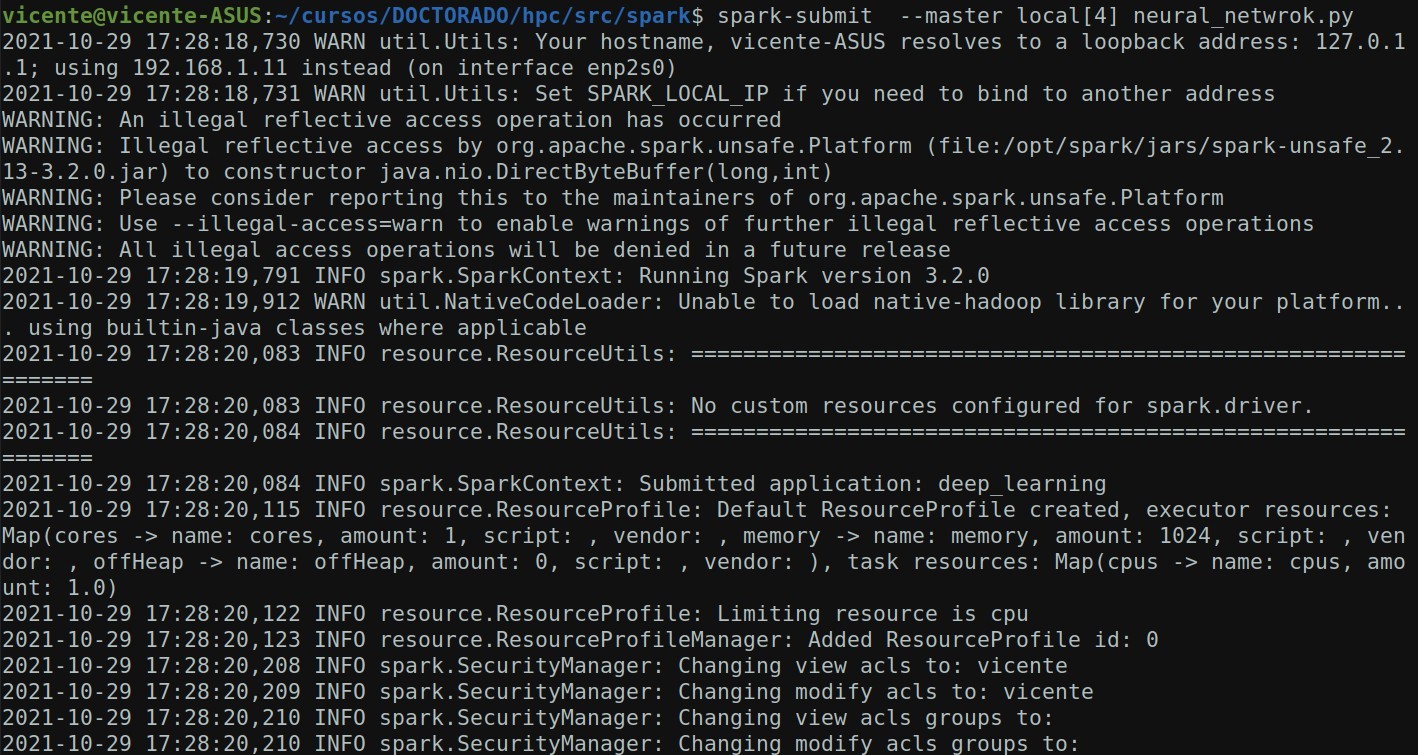 vicente@vicente-ASUS:~/cursos/DOCTORADO/hpc/src/spark$ spark-submit  --master local[4] neural_netwrok.py
2021-10-29 17:28:18,730 WARN util.Utils: Your hostname, vicente-ASUS resolves to a loopback address: 127.0.1
.1; using 192.168.1.11 instead (on interface enp2s0)
2021-10-29 17:28:18,731 WARN util.Utils: Set SPARK_LOCAL_IP if you need to bind to another address
WARNING: An illegal reflective access operation has occurred
WARNING: Illegal reflective access by org.apache.spark.unsafe.Platform (file:/opt/spark/jars/spark-unsafe_2.
13-3.2.0.jar) to constructor java.nio.DirectByteBuffer(long,int)
WARNING: Please consider reporting this to the maintainers of org.apache.spark.unsafe.Platform
WARNING: Use --illegal-access=warn to enable warnings of further illegal reflective access operations
WARNING: All illegal access operations will be denied in a future release
2021-10-29 17:28:19,791 INFO spark.SparkContext: Running Spark version 3.2.0
2021-10-29 17:28:19,912 WARN util.NativeCodeLoader: Unable to load native-hadoop library for your platform..
. using builtin-java classes where applicable
2021-10-29 17:28:20,083 INFO resource.ResourceUtils: =======================================================
=======
2021-10-29 17:28:20,083 INFO resource.ResourceUtils: No custom resources configured for spark.driver.
2021-10-29 17:28:20,084 INFO resource.ResourceUtils: =======================================================
=======
2021-10-29 17:28:20,084 INFO spark.SparkContext: Submitted application: deep_learning
2021-10-29 17:28:20,115 INFO resource.ResourceProfile: Default ResourceProfile created, executor resources:
Map(cores -> name: cores, amount: 1, script: , vendor: , memory -> name: memory, amount: 1024, script: , ven
dor: , offHeap -> name: offHeap, amount: 0, script: , vendor: ), task resources: Map(cpus -> name: cpus, amo
unt: 1.0)
2021-10-29 17:28:20,122 INFO resource.ResourceProfile: Limiting resource is cpu
2021-10-29 17:28:20,123 INFO resource.ResourceProfileManager: Added ResourceProfile id: 0
2021-10-29 17:28:20,208 INFO spark.SecurityManager: Changing view acls to: vicente
2021-10-29 17:28:20,209 INFO spark.SecurityManager: Changing modify acls to: vicente
2021-10-29 17:28:20,210 INFO spark.SecurityManager: Changing view acls groups to:
2021-10-29 17:28:20,210 INFO spark.SecurityManager: Changing modify acls groups to: